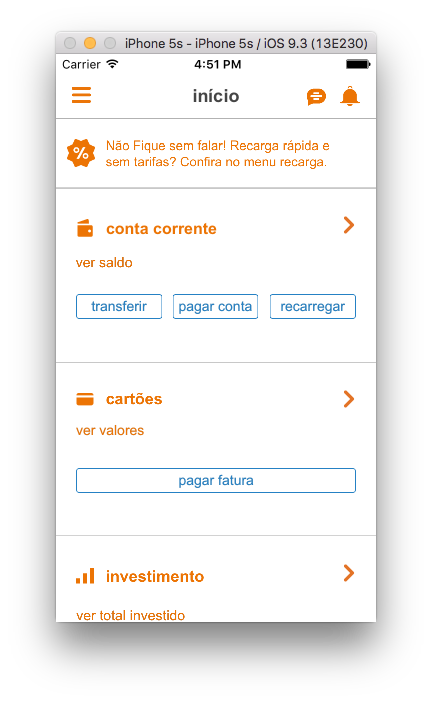 iPhone 5s - iPhone 5s / iOS 9.3 (13E230)
Carrier 4:51 PM
início
% Não Fique sem falar! Recarga rápida e
sem tarifas? Confira no menu recarga.
conta corrente
ver saldo
transferir pagar conta recarregar
cartões
ver valores
pagar fatura
investimento
ver total investido